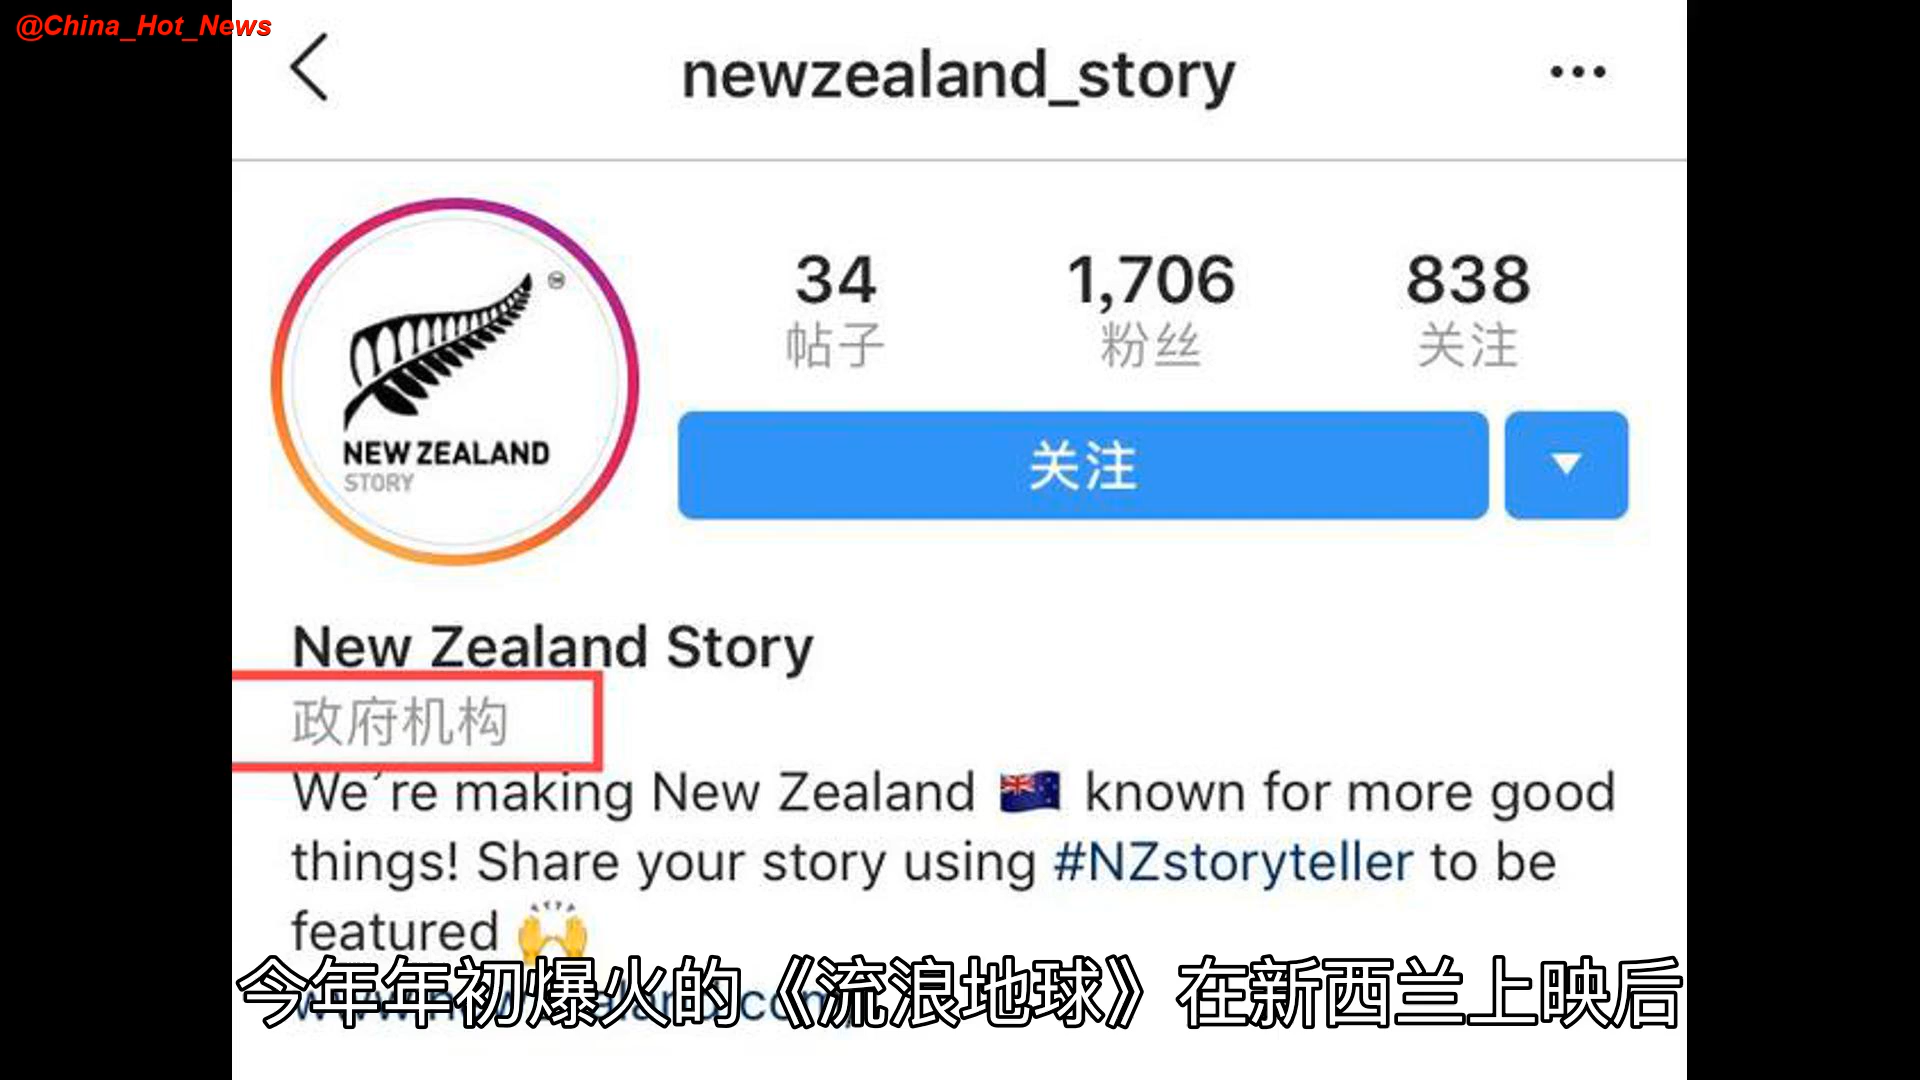 @China_Hot_News
newzealand_story
NEW ZEALAND
STORY
34
1,706
838
帖子
粉丝
关注
关注
New Zealand Story
政府机构
We're making New Zealand known for more good
things! Share your story using #NZstoryteller to be
featured
今年年初爆火的《流浪地球》在新西兰上映后